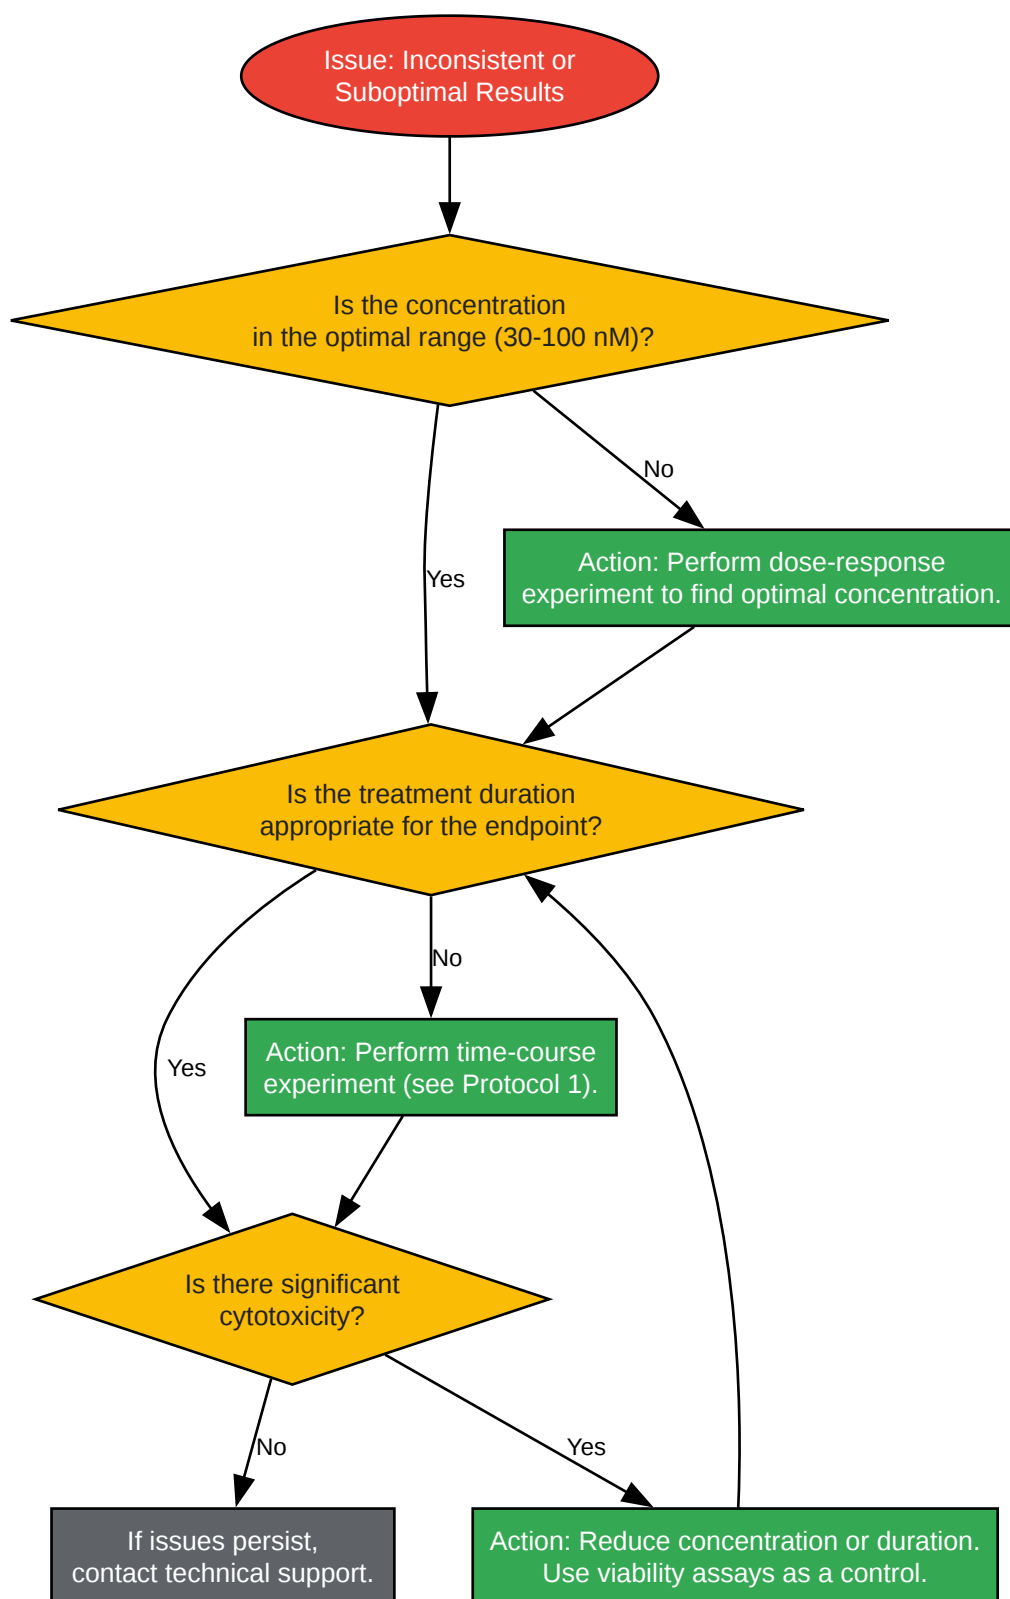 Issue: Inconsistent or
Suboptimal Results
Is the concentration
in the optimal range (30-100 nM)?
No
Action: Perform dose-response
experiment to find optimal concentration.
Yes
Is the treatment duration
appropriate for the endpoint?
No
Action: Perform time-course
experiment (see Protocol 1).
Yes
Is there significant
cytotoxicity?
No
Yes
If issues persist,
contact technical support.
Action: Reduce concentration or duration.
Use viability assays as a control.